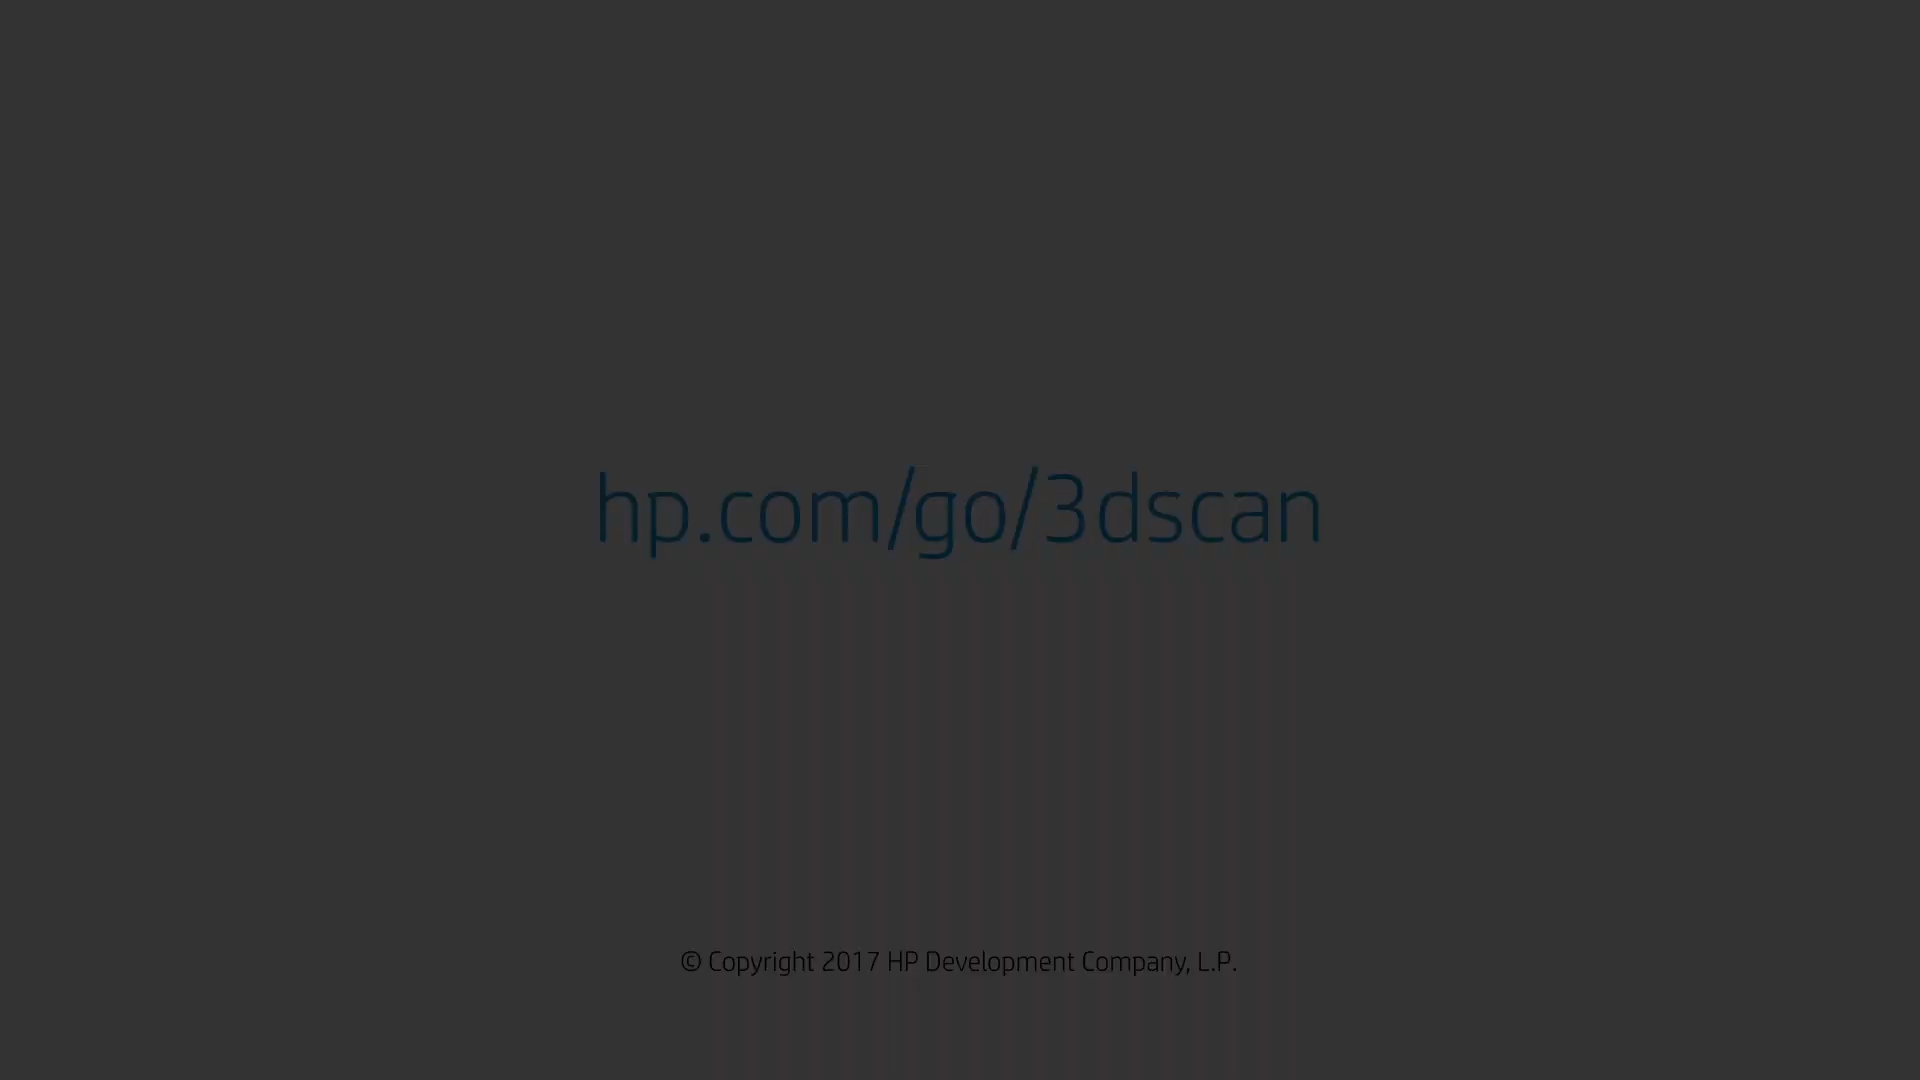 hp.com/go/3dscan
© Copyright 2017 HP Development Company, L.P.